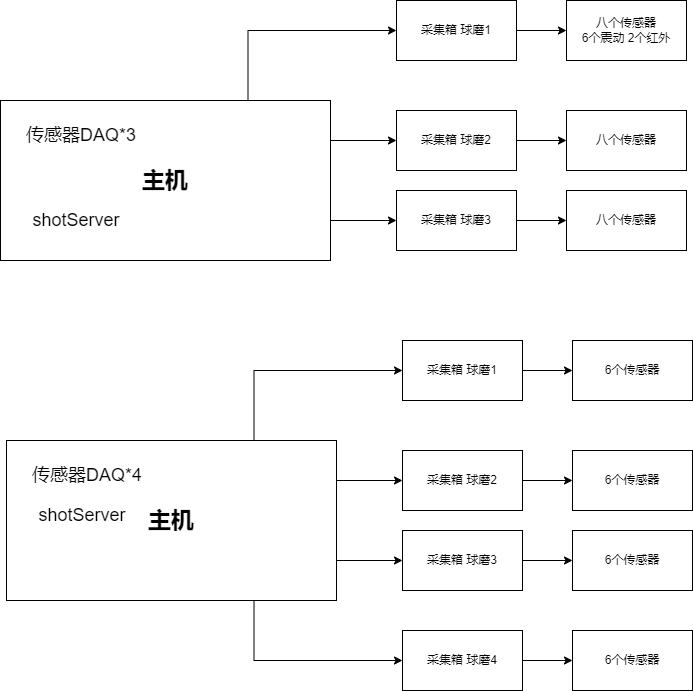 采集箱 球磨1
八个传感器
6个震动 2个红外
传感器DAQ*3
主机
shotServer
采集箱 球磨2
八个传感器
采集箱 球磨3
八个传感器
采集箱 球磨1
6个传感器
传感器DAQ*4
shotServer
主机
采集箱 球磨2
6个传感器
采集箱 球磨3
6个传感器
采集箱 球磨4
6个传感器